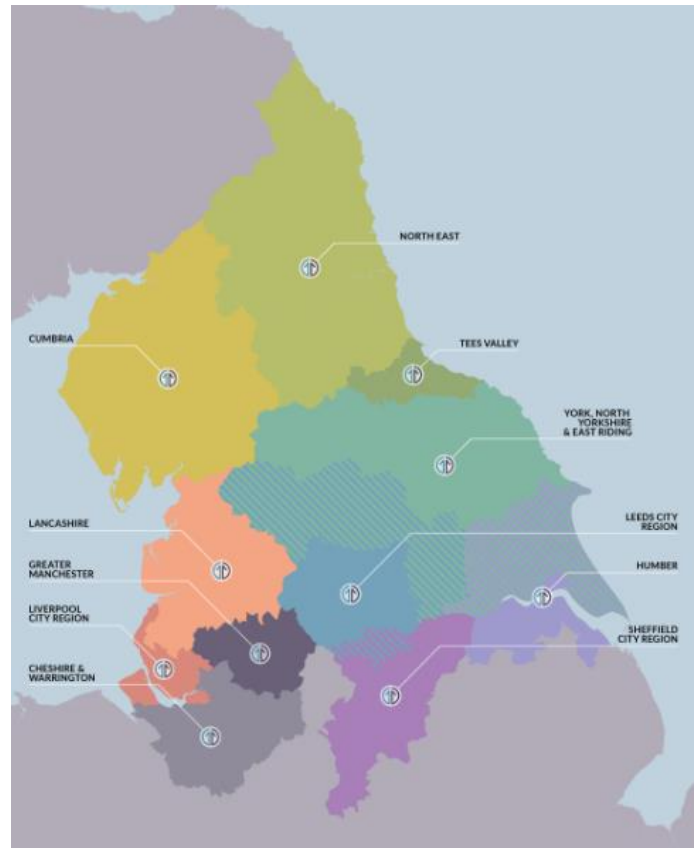 NORTH EAST
CUMBRIA
TEES VALLEY
YORK, NORTH
YORKSHIRE
& EAST RIDING
LANCASHIRE
LEEDS CITY
REGION
GREATER
MANCHESTER
HUMBER
LIVERPOOL
CITY REGION
SHEFFIELD
CITY REGION
CHESHIRE &
WARRINGTON